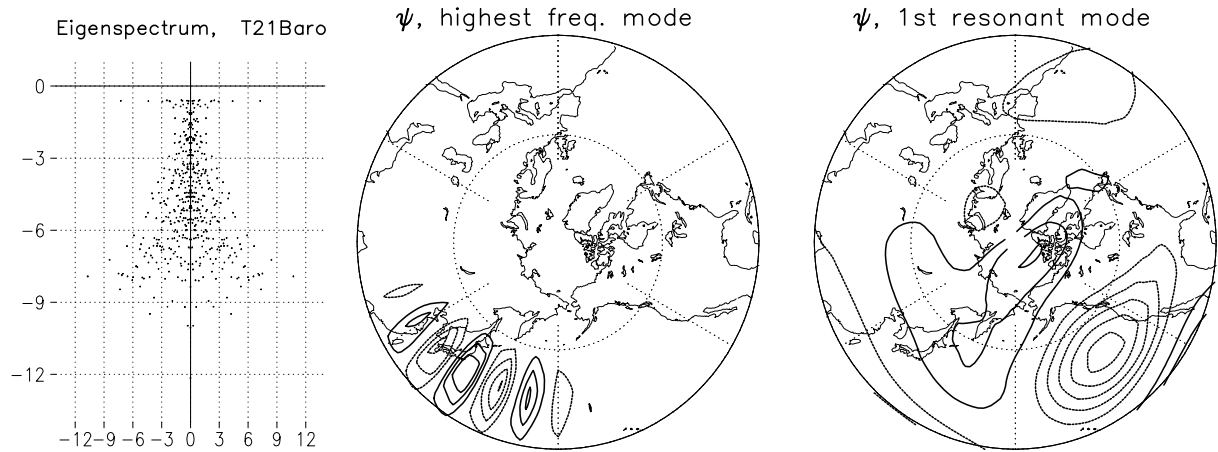 Eigenspectrum, T21Baro
ψ, highest freq. mode
ψ, 1st resonant mode
0
−3
−6
−9
−12
−12−9 −6 −3 0 3 6 9 12